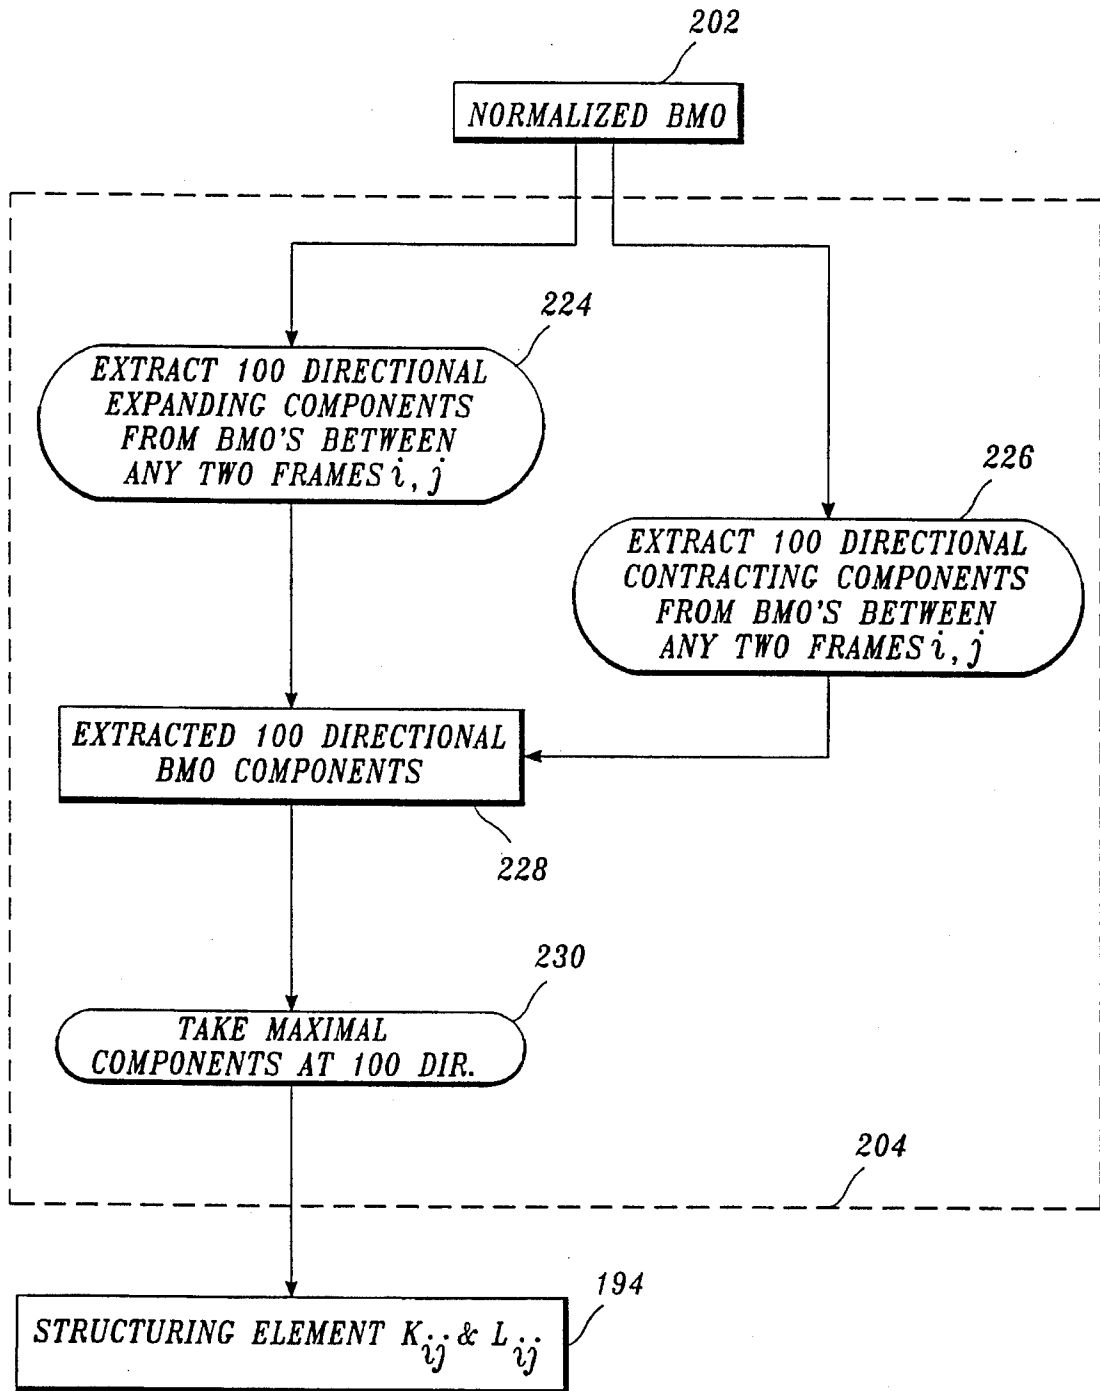 202
NORMALIZED BMO
224
EXTRACT 100 DIRECTIONAL
EXPANDING COMPONENTS
FROM BMO'S BETWEEN
ANY TWO FRAMES i, j
226
EXTRACT 100 DIRECTIONAL
CONTRACTING COMPONENTS
FROM BMO'S BETWEEN
ANY TWO FRAMES i, j
EXTRACTED 100 DIRECTIONAL
BMO COMPONENTS
228
230
TAKE MAXIMAL
COMPONENTS AT 100 DIR.
204
194
STRUCTURING ELEMENT K_ij & L_ij